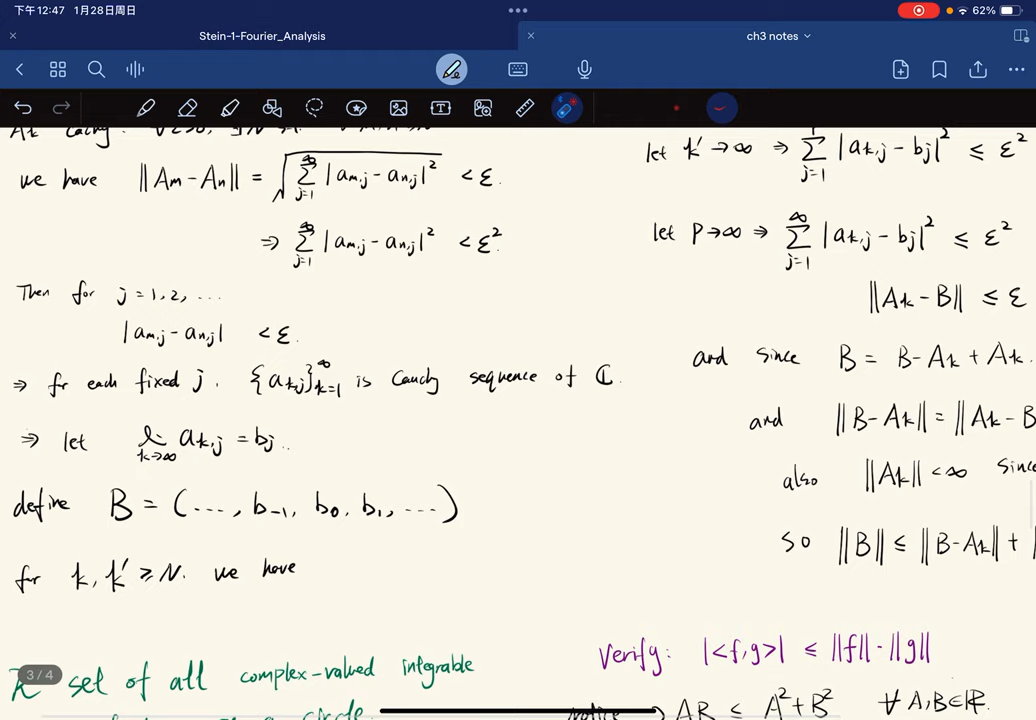 下午12:47 1月28日周日
62%
Stein-1-Fourier_Analysis
ch3 notes
we have ||Am - An|| = √(∑_{j=1}^{∞} |am,j - an,j|²) < ε.
⇒ ∑_{j=1}^{∞} |am,j - an,j|² < ε².
Then for j = 1, 2, ...
|am,j - an,j| < ε.
⇒ for each fixed j, {ak,j}_{k=1}^{∞} is Cauchy sequence of ℂ.
⇒ let lim_{k→∞} ak,j = bj.
define B = (..., b₋₁, b₀, b₁, ...)
for k, k' ≥ N. we have
3 / 4
R set of all complex-valued integrable
circle.
let k' → ∞ ⇒ ∑_{j=1} |ak,j - bj|² ≤ ε²
let P → ∞ ⇒ ∑_{j=1}^{∞} |ak,j - bj|² ≤ ε²
||Ak - B|| ≤ ε
and since B = B - Ak + Ak.
and ||B - Ak|| = ||Ak - B
also ||Ak|| < ∞ since
so ||B|| ≤ ||B - Ak|| +
Verify: |<f,g>| ≤ ||f|| · ||g||
Notice AB ≤ A² + B² ∀ A, B ∈ ℝ.